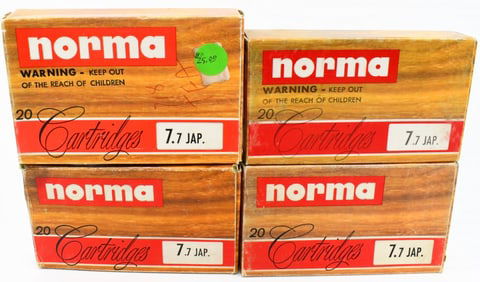 norma
WARNING - KEEP OUT
OF THE REACH OF CHILDREN
20
Cartridges
7.7 JAP.
25.00
norma
WARNING - KEEP OUT
OF THE REACH OF CHILDREN
20
Cartridges
7.7 JAP.
norma
20
Cartridges
7.7 JAP.
norma
20
Cartridges
7.7 JAP.